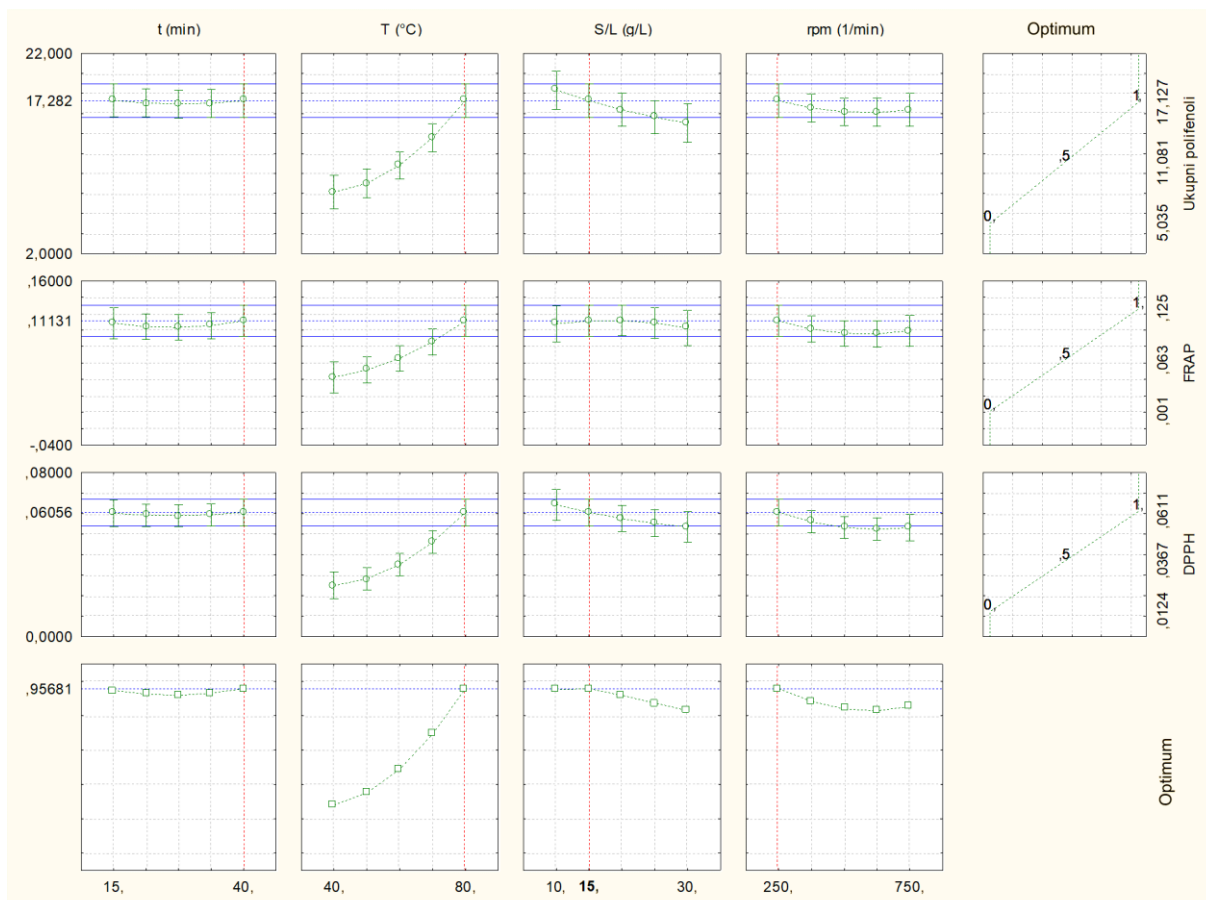 t (min) T (°C) S/L (g/L) rpm (1/min) Optimum
22,000
17,282
2,0000
1,
,5
0,
5,035 11,081 17,127
Ukupni polifenoli
,16000
,11131
-,0400
1,
,5
0,
,001 ,063 ,125
FRAP
,08000
,06056
0,0000
1,
,5
0,
,0124 ,0367 ,0611
DPPH
,95681
Optimum
15, 40, 40, 80, 10, 15, 30, 250, 750,